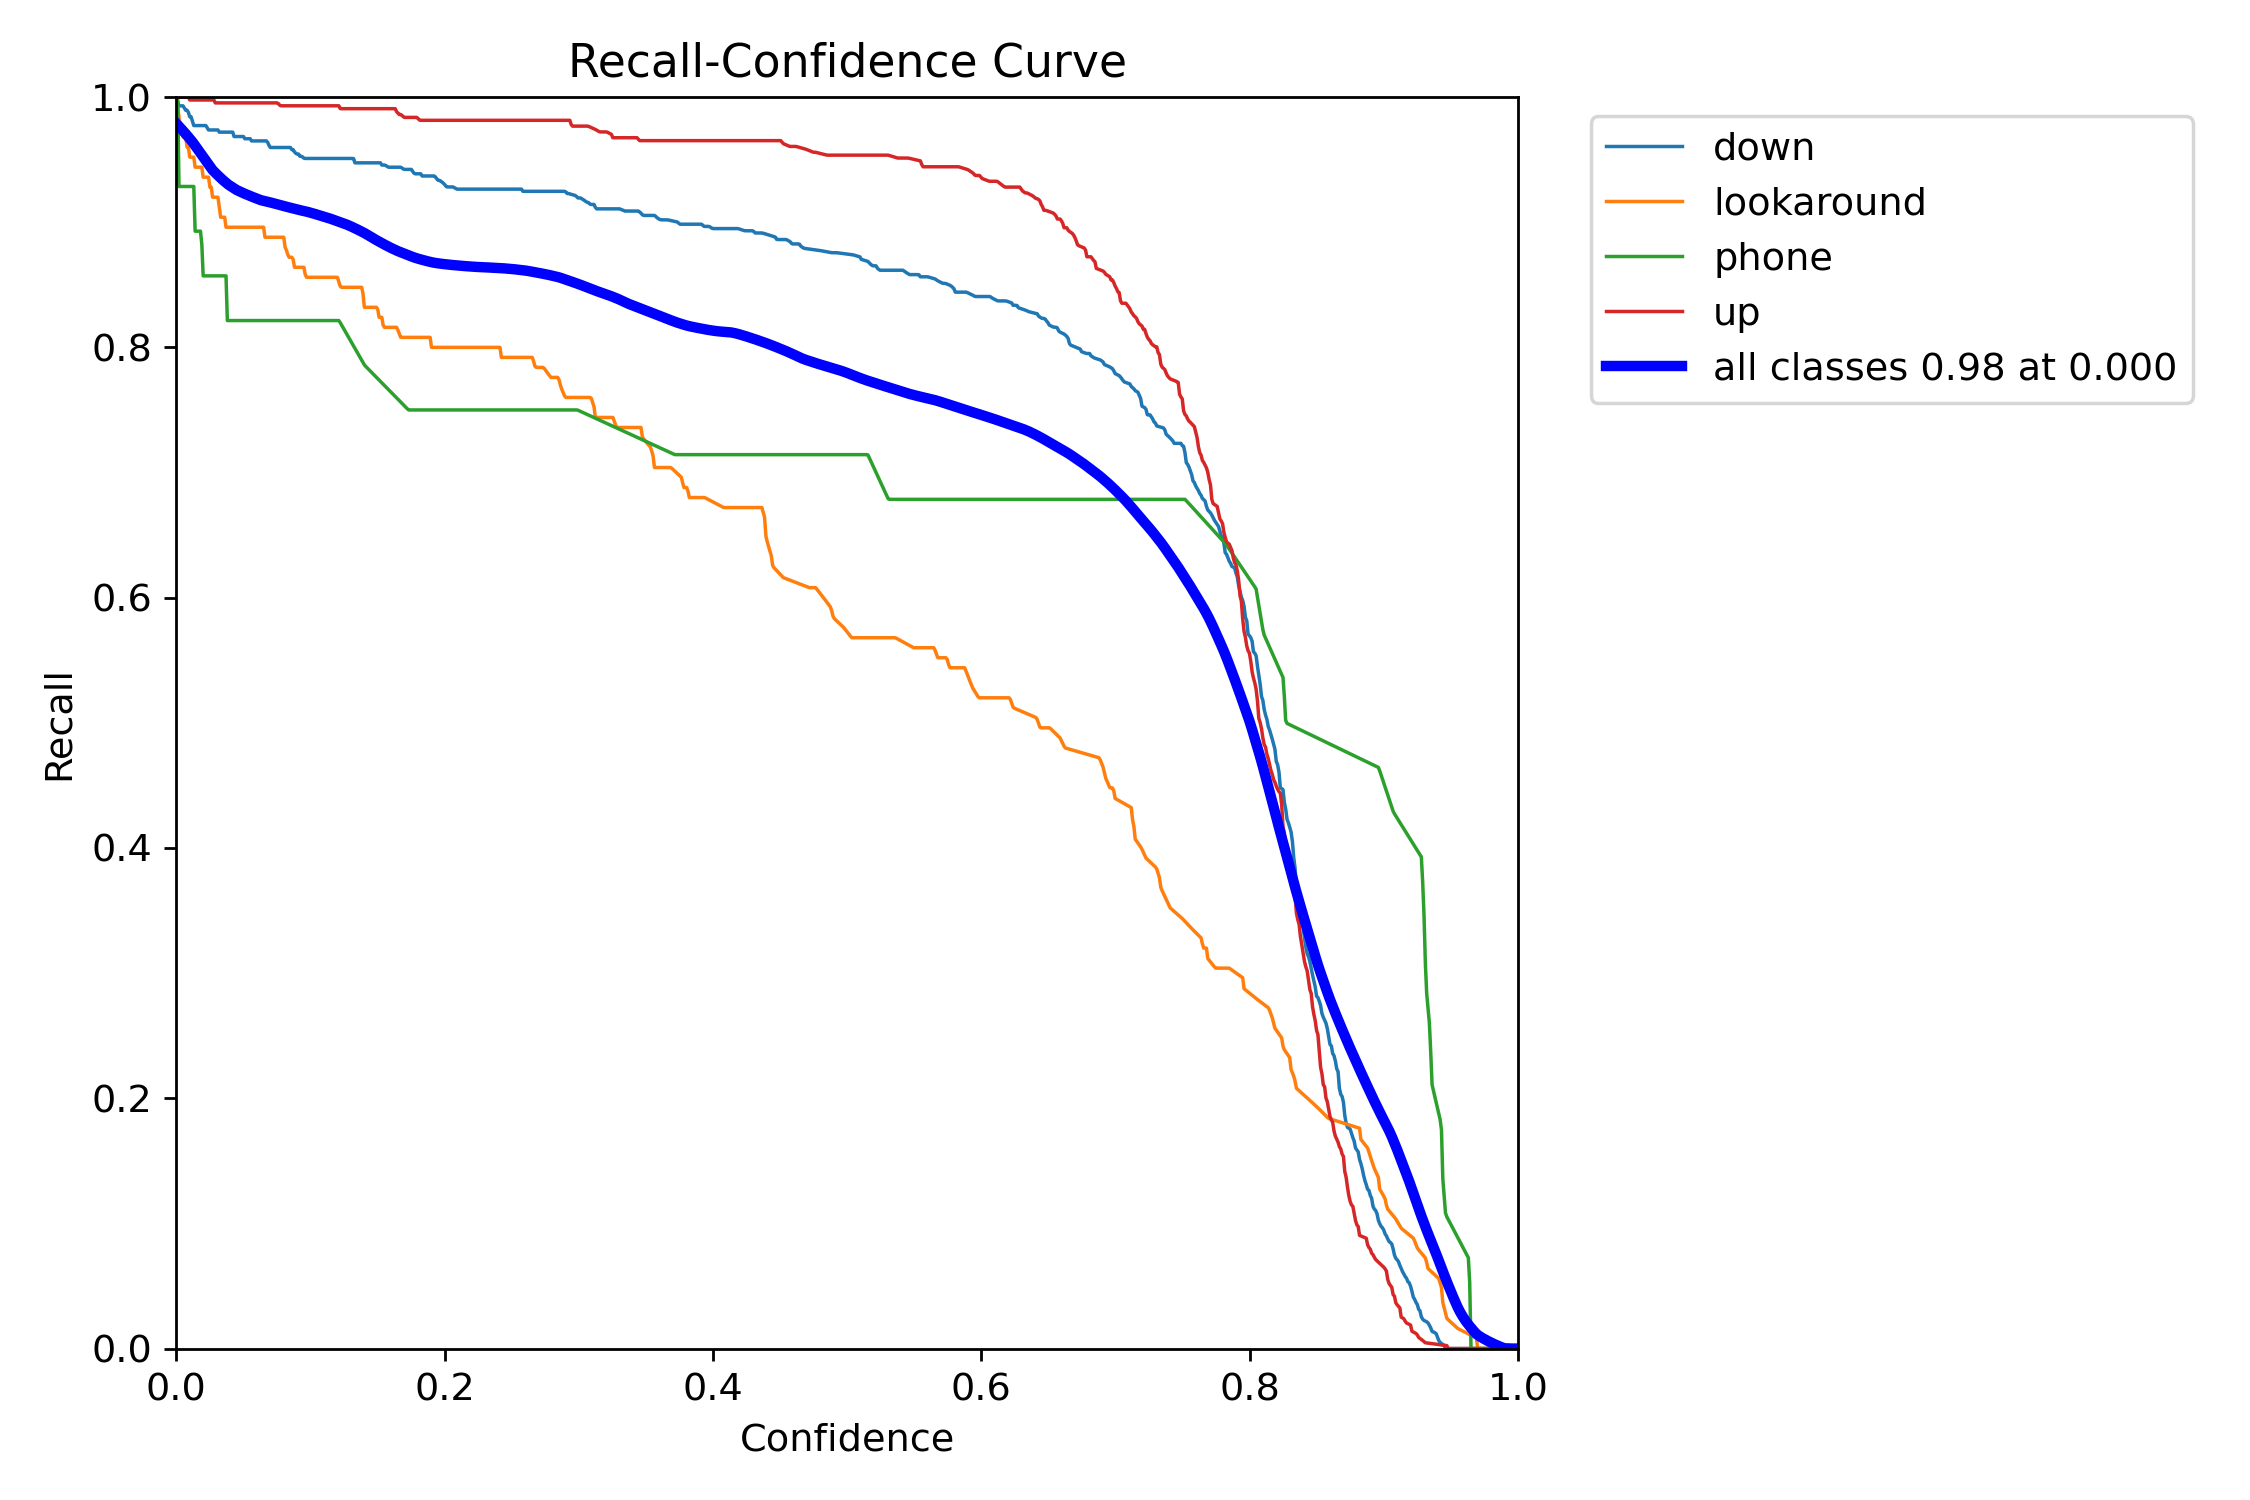 Recall-Confidence Curve
1.0
0.8
0.6
0.4
0.2
0.0
Recall
0.0 0.2 0.4 0.6 0.8 1.0
Confidence
down
lookaround
phone
up
all classes 0.98 at 0.000